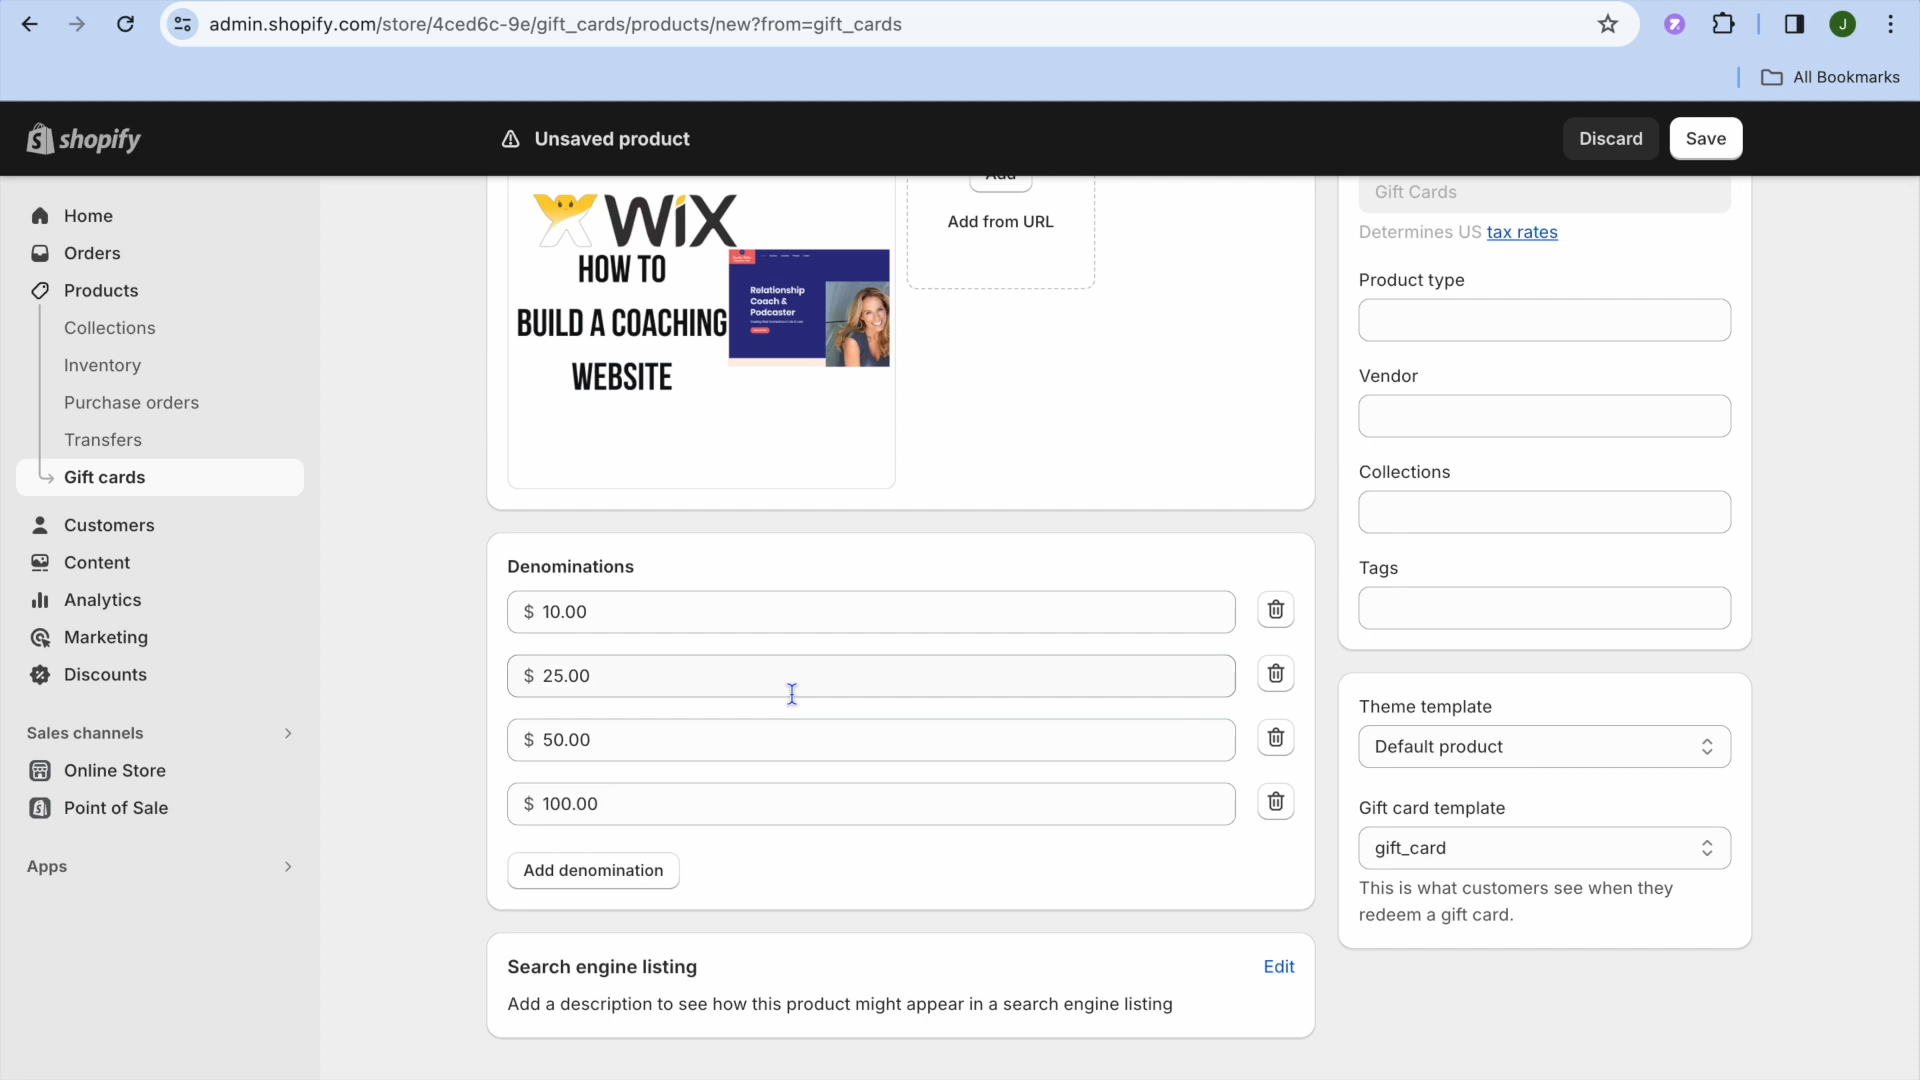 admin.shopify.com/store/4ced6c-9e/gift_cards/products/new?from=gift_cards
J
All Bookmarks
shopify
Unsaved product
Discard
Save
Home
Orders
Products
Collections
Inventory
Purchase orders
Transfers
Gift cards
Customers
Content
Analytics
Marketing
Discounts
Sales channels
Online Store
Point of Sale
Apps
WiX
HOW TO
BUILD A COACHING
WEBSITE
Relationship
Coach &
Podcaster
Add
Add from URL
Denominations
$ 10.00
$ 25.00
$ 50.00
$ 100.00
Add denomination
Search engine listing
Edit
Add a description to see how this product might appear in a search engine listing
Gift Cards
Determines US tax rates
Product type
Vendor
Collections
Tags
Theme template
Default product
Gift card template
gift_card
This is what customers see when they
redeem a gift card.